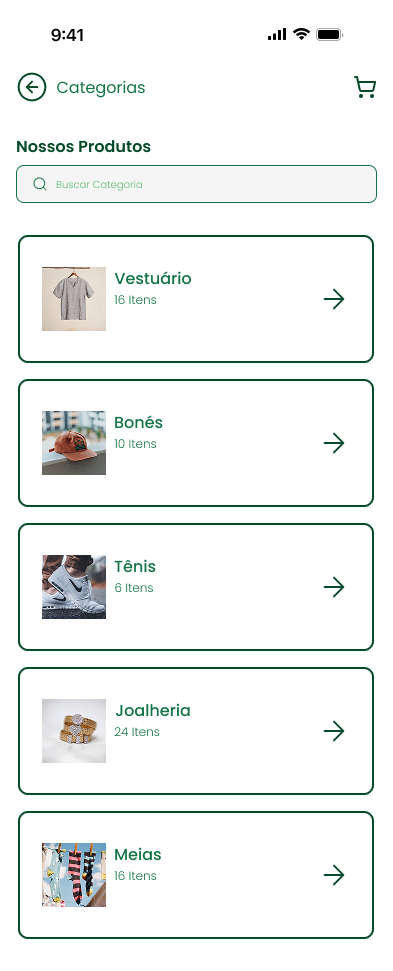 9:41
Categorias
Nossos Produtos
Buscar Categoria
Vestuário
16 Itens
Bonés
10 Itens
Tênis
6 Itens
Joalheria
24 Itens
Meias
16 Itens